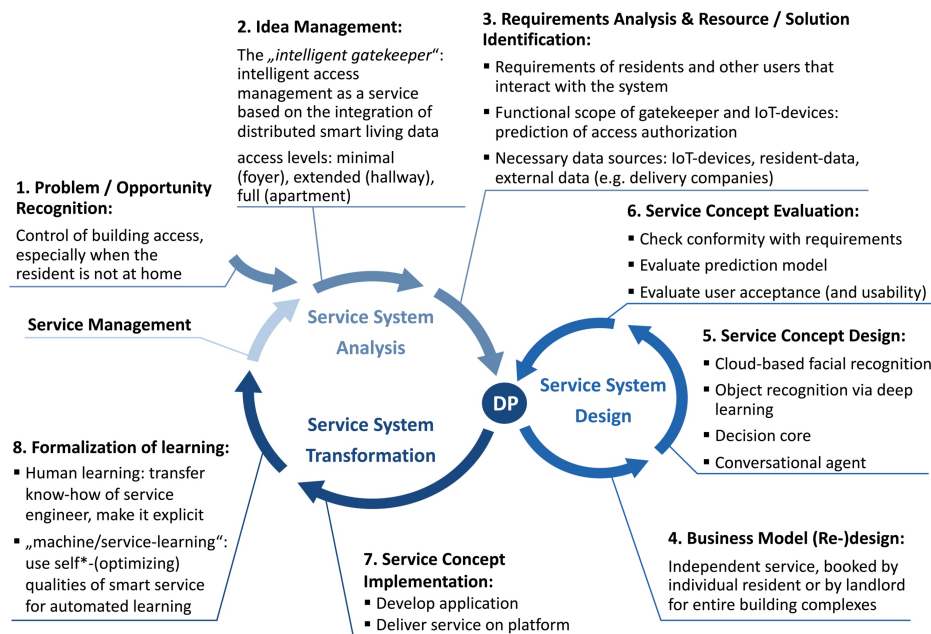 2. Idea Management:
The „intelligent gatekeeper“:
intelligent access
management as a service
based on the integration of
distributed smart living data
access levels: minimal
(foyer), extended (hallway),
full (apartment)
3. Requirements Analysis & Resource / Solution
Identification:
▪ Requirements of residents and other users that
interact with the system
▪ Functional scope of gatekeeper and IoT-devices:
prediction of access authorization
▪ Necessary data sources: IoT-devices, resident-data,
external data (e.g. delivery companies)
1. Problem / Opportunity
Recognition:
Control of building access,
especially when the
resident is not at home
6. Service Concept Evaluation:
▪ Check conformity with requirements
▪ Evaluate prediction model
▪ Evaluate user acceptance (and usability)
Service Management
Service System
Analysis
5. Service Concept Design:
▪ Cloud-based facial recognition
▪ Object recognition via deep
learning
▪ Decision core
▪ Conversational agent
DP
Service System
Design
Service System
Transformation
8. Formalization of learning:
▪ Human learning: transfer
know-how of service
engineer, make it explicit
▪ „machine/service-learning“:
use self*-(optimizing)
qualities of smart service
for automated learning
4. Business Model (Re-)design:
Independent service, booked by
individual resident or by landlord
for entire building complexes
7. Service Concept
Implementation:
▪ Develop application
▪ Deliver service on platform